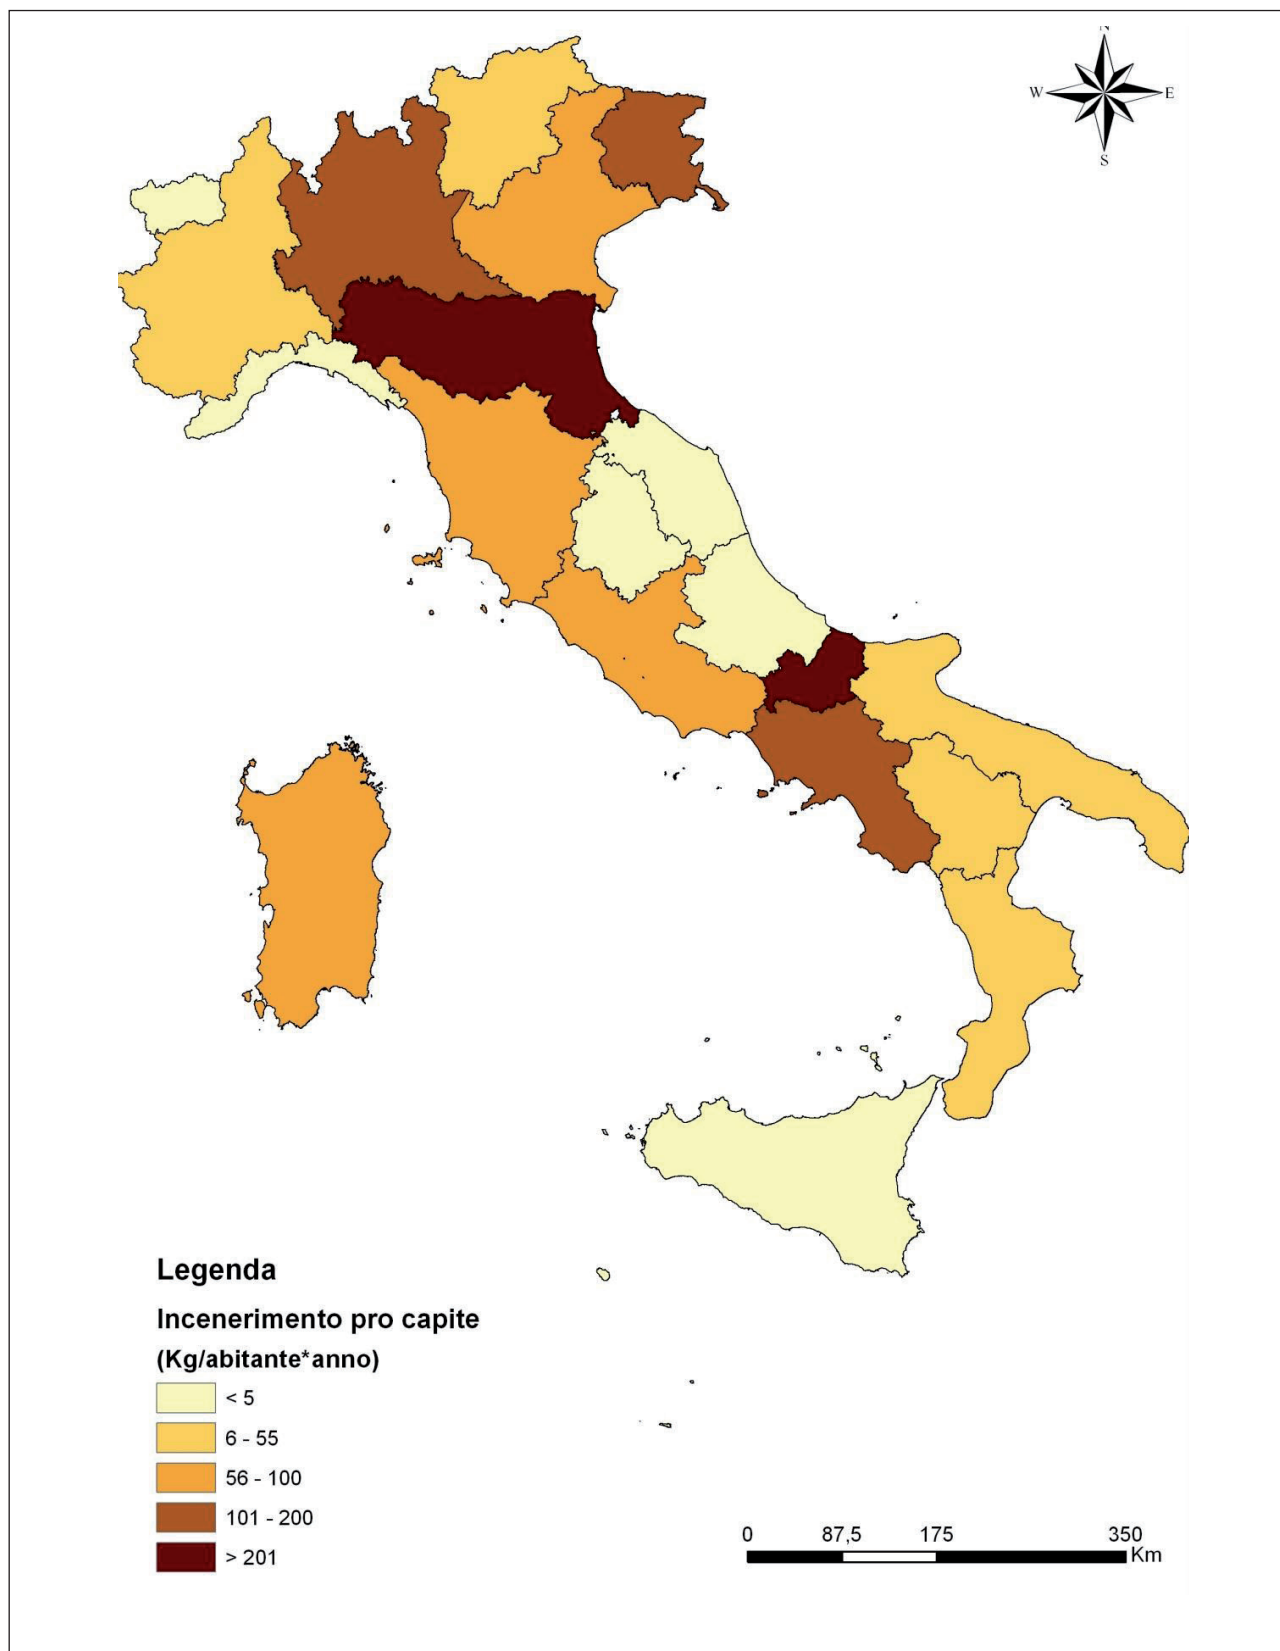 N
W E
S
Legenda
Incenerimento pro capite
(Kg/abitante*anno)
< 5
6 - 55
56 - 100
101 - 200
> 201
0 87,5 175 350
Km